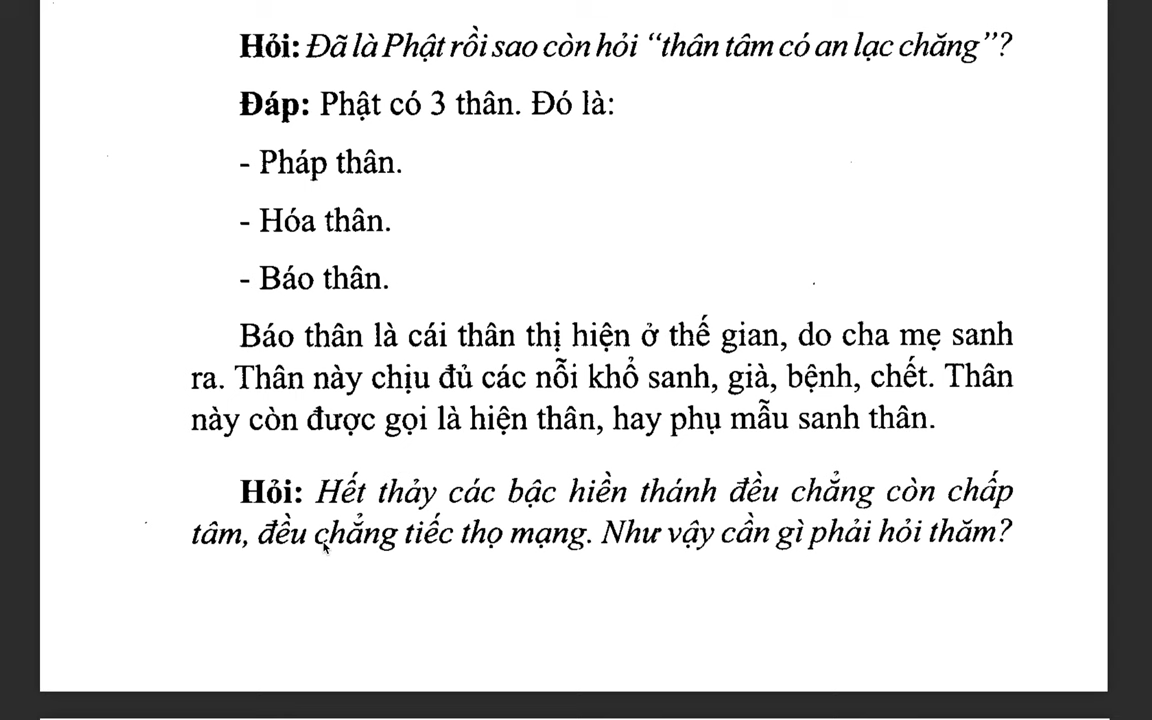 Hỏi: Đã là Phật rồi sao còn hỏi “thân tâm có an lạc chăng”?
Đáp: Phật có 3 thân. Đó là:
- Pháp thân.
- Hóa thân.
- Báo thân.
Báo thân là cái thân thị hiện ở thế gian, do cha mẹ sanh
ra. Thân này chịu đủ các nỗi khổ sanh, già, bệnh, chết. Thân
này còn được gọi là hiện thân, hay phụ mẫu sanh thân.
Hỏi: Hết thảy các bậc hiền thánh đều chẳng còn chấp
tâm, đều chẳng tiếc thọ mạng. Như vậy cần gì phải hỏi thăm?